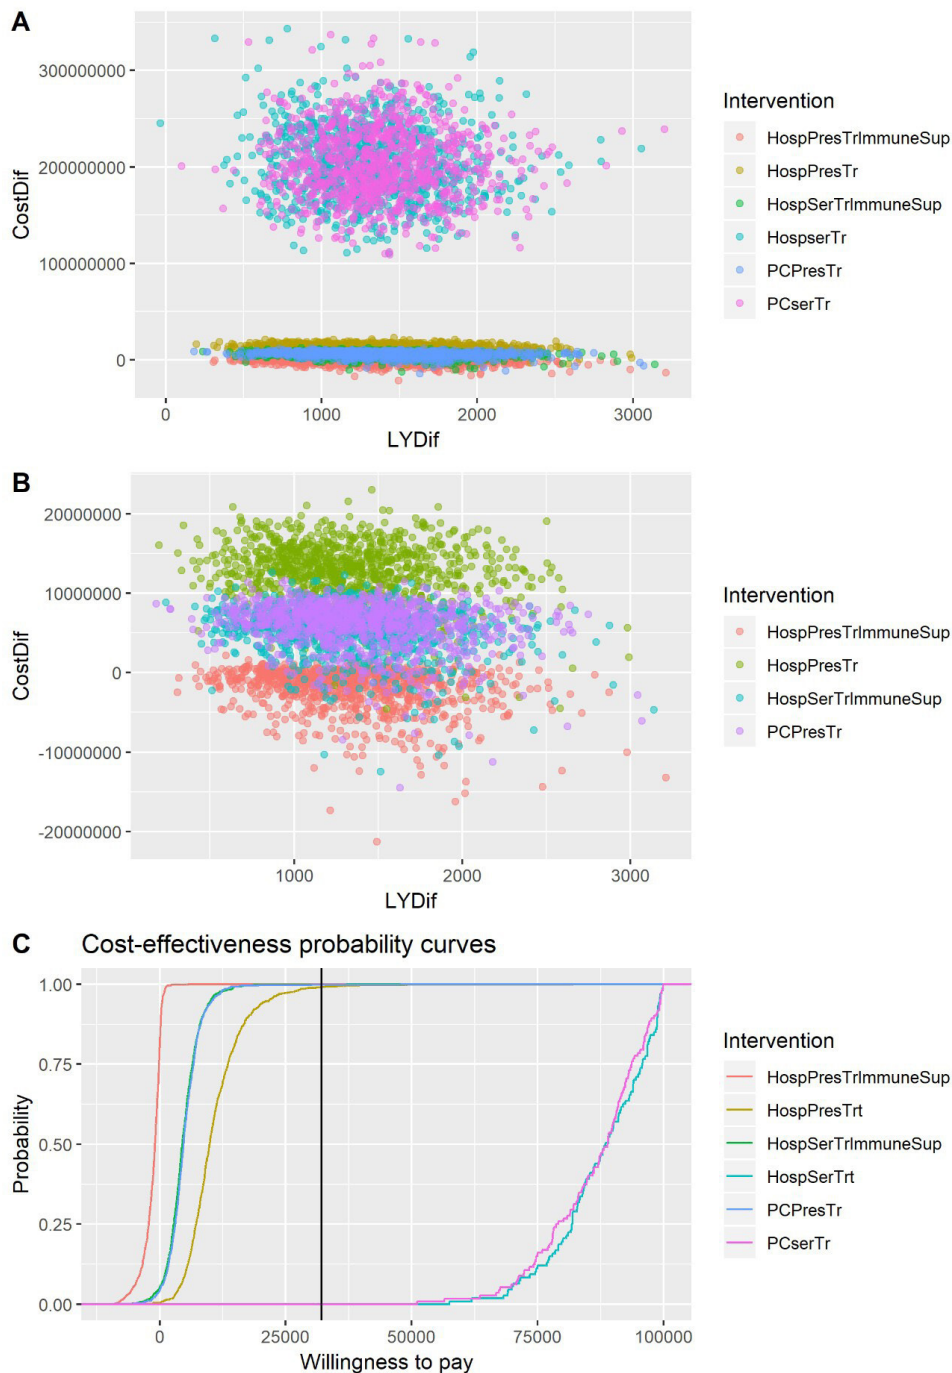 A
CostDif
300000000
200000000
100000000
0
0 1000 2000 3000
LYDif
Intervention
HospPresTrImmuneSup
HospPresTr
HospSerTrImmuneSup
HospserTr
PCPresTr
PCserTr
B
CostDif
20000000
10000000
0
-10000000
-20000000
1000 2000 3000
LYDif
Intervention
HospPresTrImmuneSup
HospPresTr
HospSerTrImmuneSup
PCPresTr
C Cost-effectiveness probability curves
Probability
1.00
0.75
0.50
0.25
0.00
0 25000 50000 75000 100000
Willingness to pay
Intervention
HospPresTrImmuneSup
HospPresTrt
HospSerTrImmuneSup
HospSerTrt
PCPresTr
PCserTr